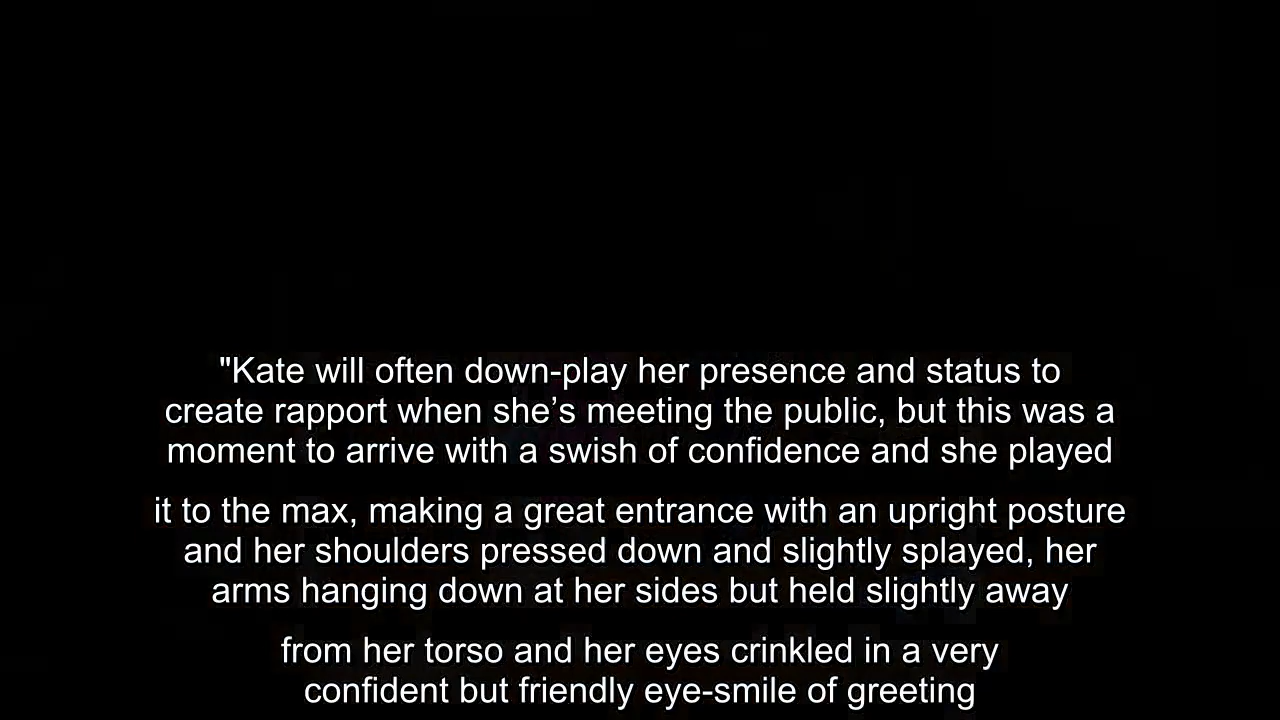 "Kate will often down-play her presence and status to
create rapport when she’s meeting the public, but this was a
moment to arrive with a swish of confidence and she played
it to the max, making a great entrance with an upright posture
and her shoulders pressed down and slightly splayed, her
arms hanging down at her sides but held slightly away
from her torso and her eyes crinkled in a very
confident but friendly eye-smile of greeting